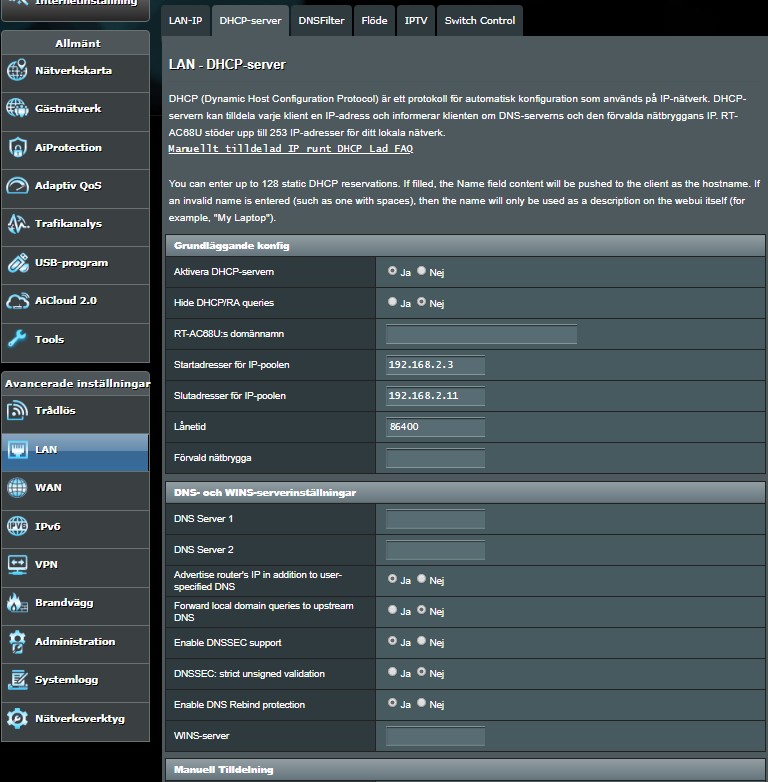 Internetinställning
Allmänt
Nätverkskarta
Gästnätverk
AiProtection
Adaptiv QoS
Trafikanalys
USB-program
AiCloud 2.0
Tools
Avancerade inställningar
Trådlös
LAN
WAN
IPv6
VPN
Brandvägg
Administration
Systemlogg
Nätverksverktyg
LAN-IP DHCP-server DNSFilter Flöde IPTV Switch Control
LAN - DHCP-server
DHCP (Dynamic Host Configuration Protocol) är ett protokoll för automatisk konfiguration som används på IP-nätverk. DHCP-
servern kan tilldela varje klient en IP-adress och informerar klienten om DNS-serverns och den förvalda nätbryggans IP. RT-
AC68U stöder upp till 253 IP-adresser för ditt lokala nätverk.
Manuellt tilldelad IP runt DHCP Lad FAQ
You can enter up to 128 static DHCP reservations. If filled, the Name field content will be pushed to the client as the hostname. If
an invalid name is entered (such as one with spaces), then the name will only be used as a description on the webui itself (for
example, "My Laptop").
Grundläggande konfig
Aktivera DHCP-servern Ja Nej
Hide DHCP/RA queries Ja Nej
RT-AC68U:s domännamn
Startadresser för IP-poolen 192.168.2.3
Slutadresser för IP-poolen 192.168.2.11
Lånetid 86400
Förvald nätbrygga
DNS- och WINS-serverinställningar
DNS Server 1
DNS Server 2
Advertise router's IP in addition to user-
specified DNS Ja Nej
Forward local domain queries to upstream
DNS Ja Nej
Enable DNSSEC support Ja Nej
DNSSEC: strict unsigned validation Ja Nej
Enable DNS Rebind protection Ja Nej
WINS-server
Manuell Tilldelning